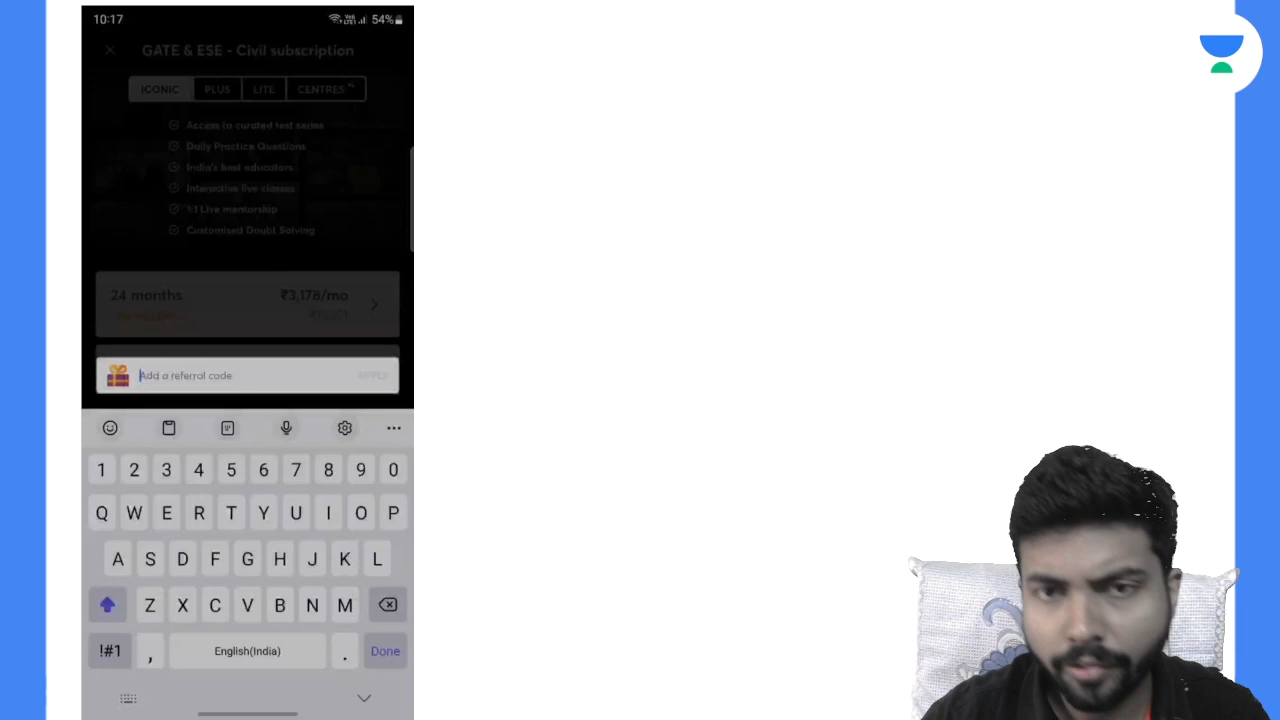 10:17 54%
GATE & ESE - Civil subscription
ICONIC PLUS LITE CENTRES
Access to curated test series
Daily Practice Questions
India's best educators
Interactive live classes
1:1 Live mentorship
Customised Doubt Solving
24 months ₹3,178/mo
Add a referral code APPLY
1 2 3 4 5 6 7 8 9 0
Q W E R T Y U I O P
A S D F G H J K L
Z X C V B N M
!#1 , English(India) . Done